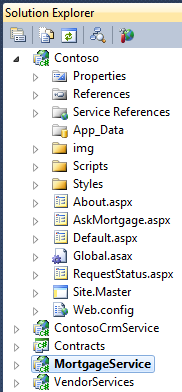 Solution Explorer
Contoso
Properties
References
Service References
App_Data
img
Scripts
Styles
About.aspx
AskMortgage.aspx
Default.aspx
Global.asax
RequestStatus.aspx
Site.Master
Web.config
ContosoCrmService
Contracts
MortgageService
VendorServices